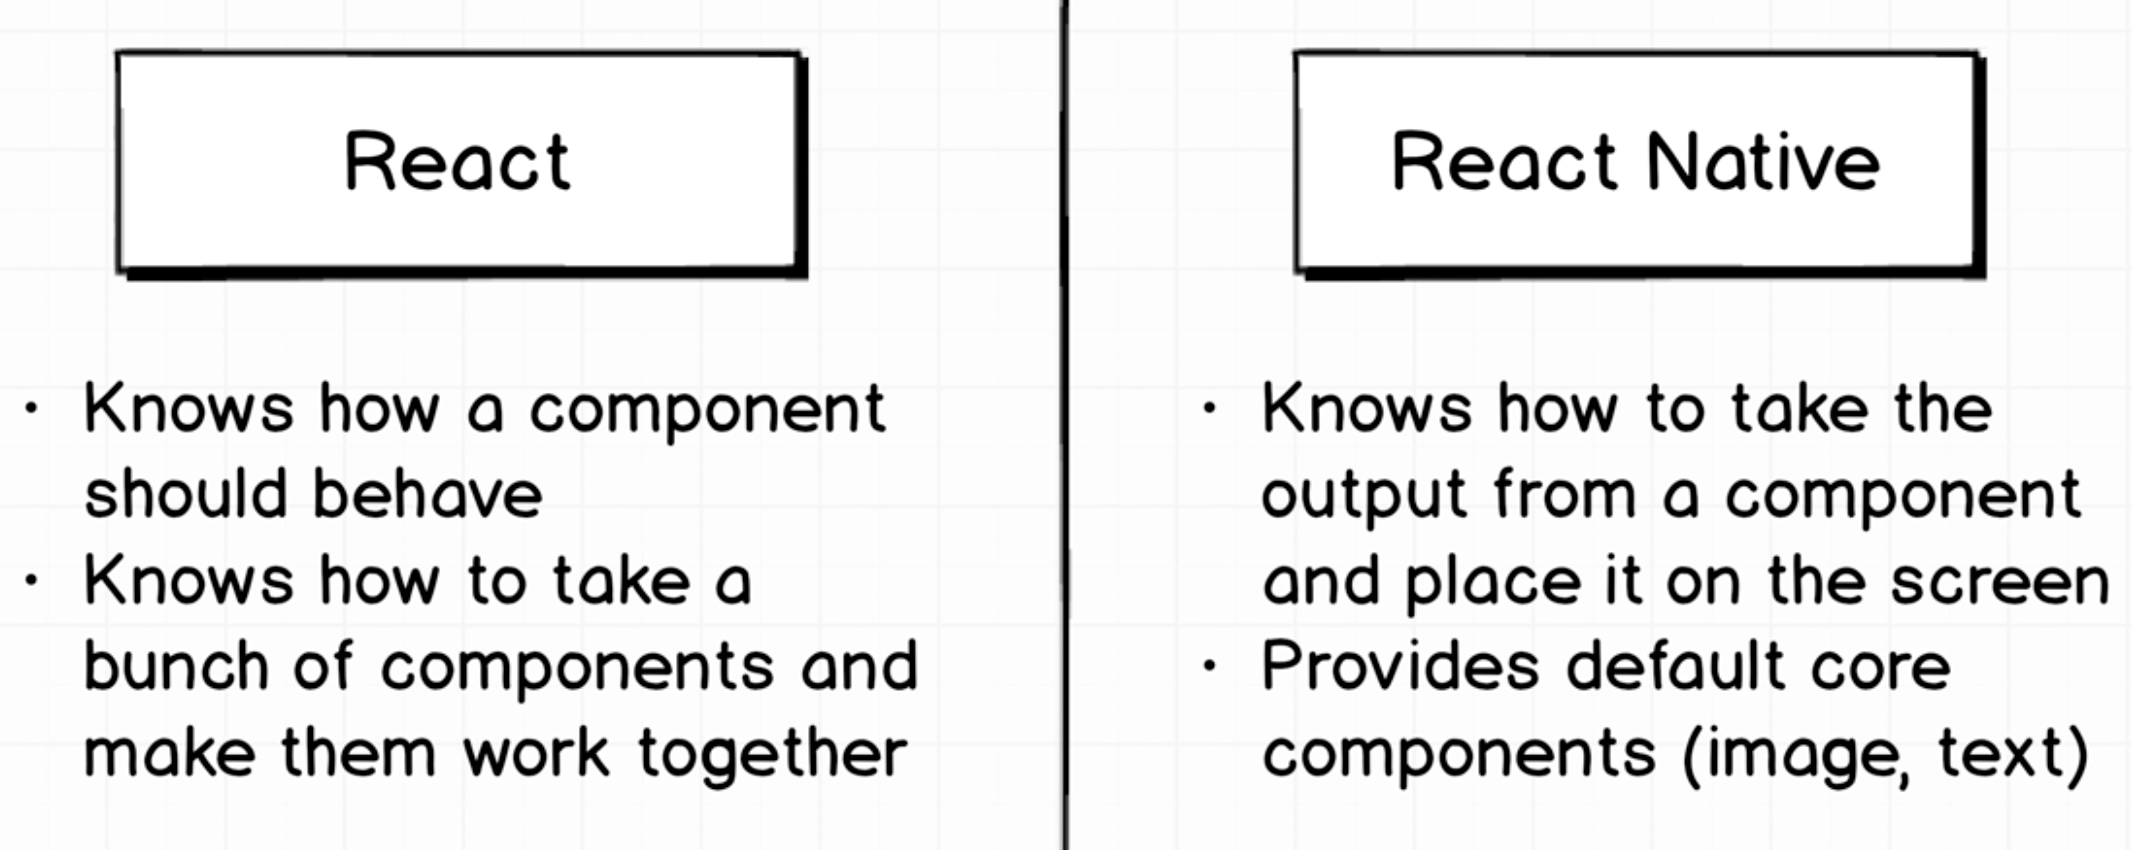 React
· Knows how a component
should behave
· Knows how to take a
bunch of components and
make them work together
React Native
· Knows how to take the
output from a component
and place it on the screen
· Provides default core
components (image, text)